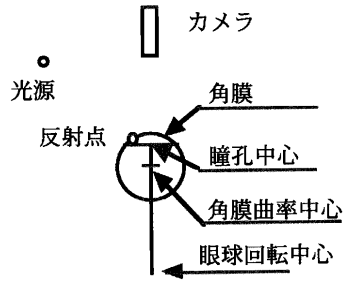 カメラ
光源
角膜
反射点
瞳孔中心
角膜曲率中心
眼球回転中心